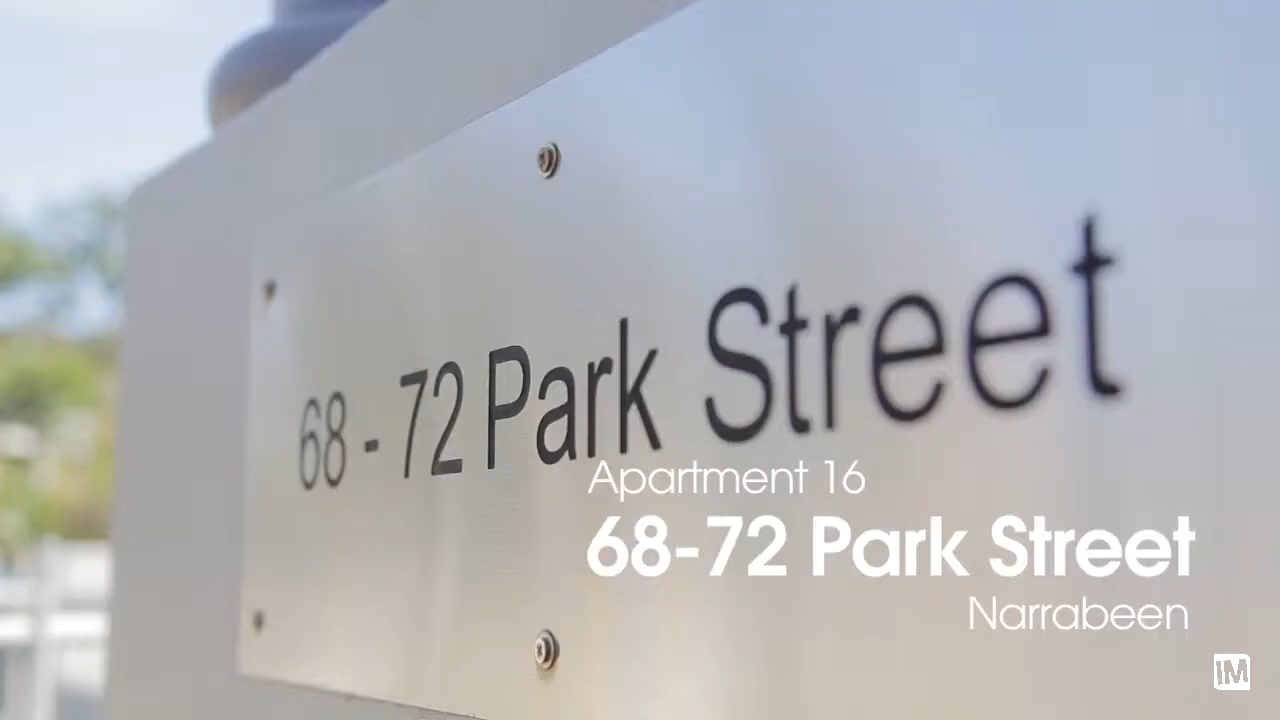 68 - 72 Park Street
Apartment 16
68-72 Park Street
Narrabeen
IM